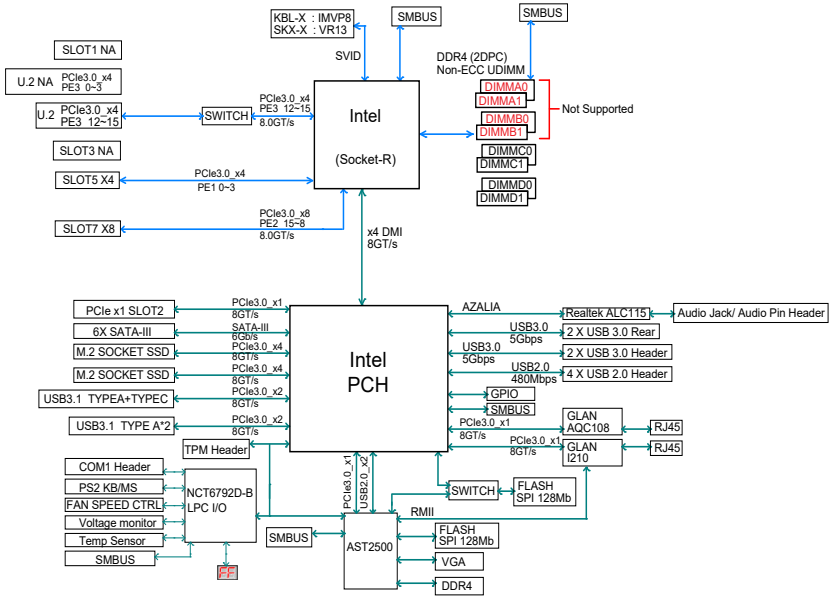 KBL-X : IMVP8
SKX-X : VR13
SMBUS
SMBUS
SVID
DDR4 (2DPC)
Non-ECC UDIMM
SLOT1 NA
U.2 NA PCIe3.0_x4
PE3 0~3
U.2 PCIe3.0_x4
PE3 12~15
SWITCH
PCIe3.0_x4
PE3 12~15
8.0GT/s
Intel
(Socket-R)
DIMMA0
DIMMA1
DIMMB0
DIMMB1
Not Supported
DIMMC0
DIMMC1
DIMMD0
DIMMD1
SLOT3 NA
SLOT5 X4
PCIe3.0_x4
PE1 0~3
SLOT7 X8
PCIe3.0_x8
PE2 15~8
8.0GT/s
x4 DMI
8GT/s
PCIe x1 SLOT2
PCIe3.0_x1
8GT/s
6X SATA-III
SATA-III
6Gb/s
M.2 SOCKET SSD
PCIe3.0_x4
8GT/s
M.2 SOCKET SSD
PCIe3.0_x4
8GT/s
USB3.1 TYPEA+TYPEC
PCIe3.0_x2
8GT/s
USB3.1 TYPE A*2
PCIe3.0_x2
8GT/s
Intel
PCH
AZALIA
Realtek ALC115
Audio Jack/ Audio Pin Header
USB3.0
5Gbps
2 X USB 3.0 Rear
USB3.0
5Gbps
2 X USB 3.0 Header
USB2.0
480Mbps
4 X USB 2.0 Header
GPIO
SMBUS
PCIe3.0_x1
8GT/s
GLAN
AQC108
RJ45
PCIe3.0_x1
8GT/s
GLAN
I210
RJ45
TPM Header
PCIe3.0_x1
USB2.0_x2
COM1 Header
PS2 KB/MS
FAN SPEED CTRL
Voltage monitor
Temp Sensor
SMBUS
NCT6792D-B
LPC I/O
FF
SWITCH
FLASH
SPI 128Mb
RMII
SMBUS
AST2500
FLASH
SPI 128Mb
VGA
DDR4